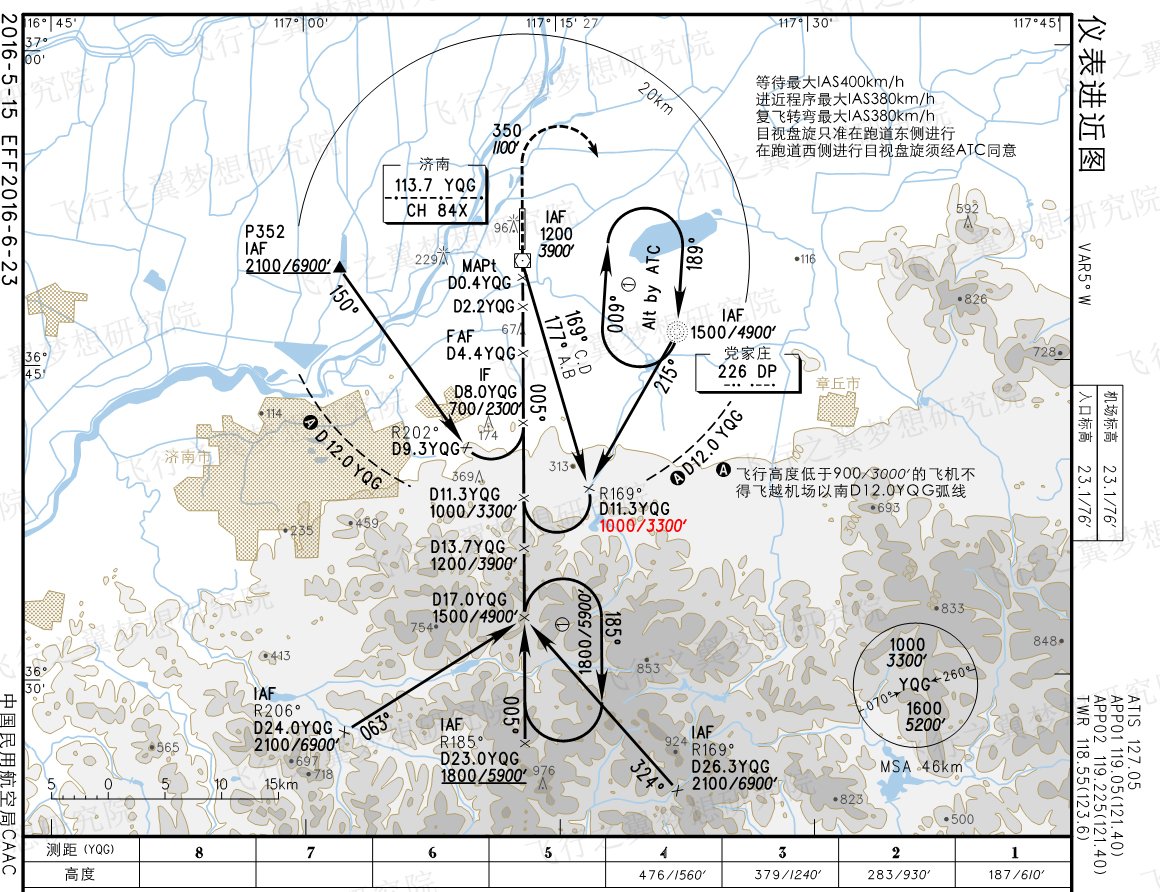 116°45' 117°00' 117°15' 27 117°30' 117°45'
37°
00'
36°
45'
36°
30'
2016-5-15 EFF2016-6-23
中国民用航空局CAAC
仪表进近图
VAR5° W
机场标高 23.1/76'
入口标高 23.1/76'
ATIS 127.05
APP01 119.05(121.40)
APP02 119.225(121.40)
TWR 118.55(123.6)
等待最大IAS400km/h
进近程序最大IAS380km/h
复飞转弯最大IAS380km/h
目视盘旋只准在跑道东侧进行
在跑道西侧进行目视盘旋须经ATC同意
20km
350
1100'
济南
113.7 YQG
CH 84X
96
229
IAF
1200
3900'
592
116
826
728
P352
IAF
2100/6900'
150°
MAPt
D0.4YQG
D2.2YQG
67
FAF
D4.4YQG
IF
D8.0YQG
700/2300'
005°
169° C.D
177° A.B
009°
①
Alt by ATC
189°
IAF
1500/4900'
党家庄
226 DP
215°
章丘市
114
A D12.0 YQG
济南市
R202°
D9.3YQG
174
369
313
A D12.0 YQG
A 飞行高度低于900/3000'的飞机不
得飞越机场以南D12.0YQG弧线
693
D11.3YQG
1000/3300'
R169°
D11.3YQG
1000/3300'
235
459
D13.7YQG
1200/3900'
D17.0YQG
1500/4900'
754
①
1800/5900'
185°
853
833
848
413
1000
3300'
YQG
070°
260°
1600
5200'
MSA 46km
IAF
R206°
D24.0YQG
2100/6900'
063°
565
697
718
IAF
R185°
D23.0YQG
1800/5900'
005°
976
324°
924
IAF
R169°
D26.3YQG
2100/6900'
823
500
5 0 5 10 15km
测距 (YQG) 8 7 6 5 4 3 2 1
高度 476/1560' 379/1240' 283/930' 187/610'
飞行之翼梦想研究院